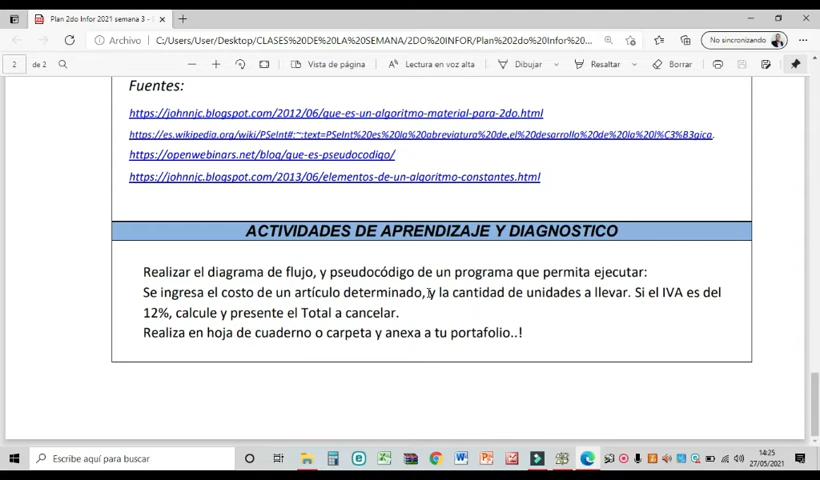 Plan 2do Infor 2021 semana 3 -
Archivo
C:/Users/User/Desktop/CLASES%20DE%20LA%20SEMANA/2DO%20INFOR/Plan%202do%20Infor%20...
No sincronizando
2 de 2
Vista de página
Lectura en voz alta
Dibujar
Resaltar
Borrar
Fuentes:
https://johnnjc.blogspot.com/2012/06/que-es-un-algoritmo-material-para-2do.html
https://es.wikipedia.org/wiki/PSeInt#:~:text=PSeInt%20es%20la%20abreviatura%20de,el%20desarrollo%20de%20la%20l%C3%B3gica.
https://openwebinars.net/blog/que-es-pseudocodigo/
https://johnnjc.blogspot.com/2013/06/elementos-de-un-algoritmo-constantes.html
ACTIVIDADES DE APRENDIZAJE Y DIAGNOSTICO
Realizar el diagrama de flujo, y pseudocódigo de un programa que permita ejecutar:
Se ingresa el costo de un artículo determinado, y la cantidad de unidades a llevar. Si el IVA es del
12%, calcule y presente el Total a cancelar.
Realiza en hoja de cuaderno o carpeta y anexa a tu portafolio..!
Escribe aquí para buscar
14:25
27/05/2021